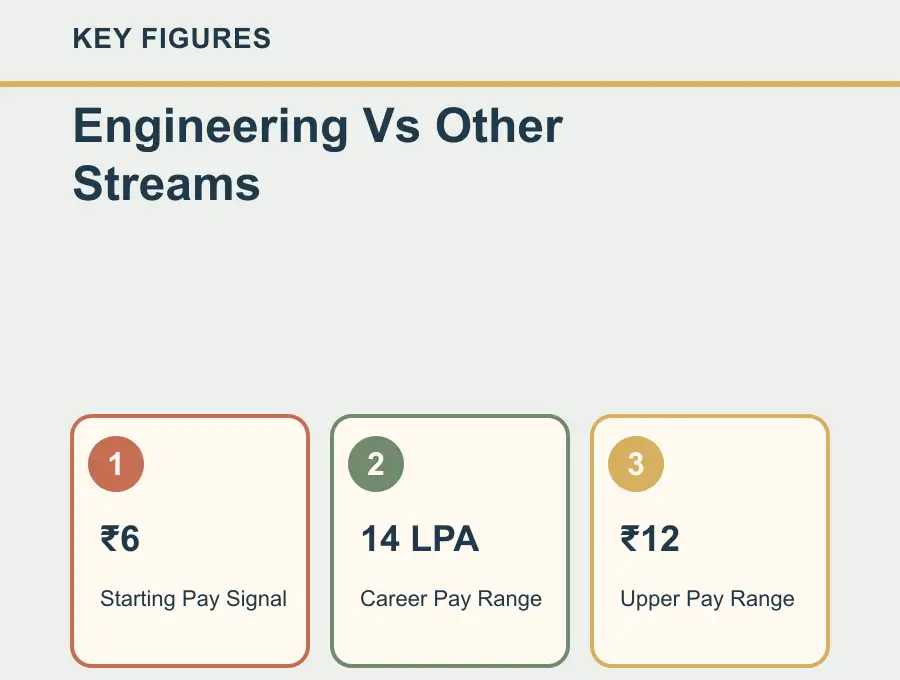 KEY FIGURES
Engineering Vs Other
Streams
1
₹6
Starting Pay Signal
2
14 LPA
Career Pay Range
3
₹12
Upper Pay Range